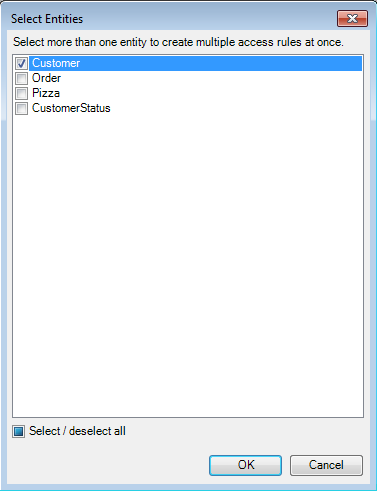 Select Entities
Select more than one entity to create multiple access rules at once.
Customer
Order
Pizza
CustomerStatus
Select / deselect all
OK
Cancel